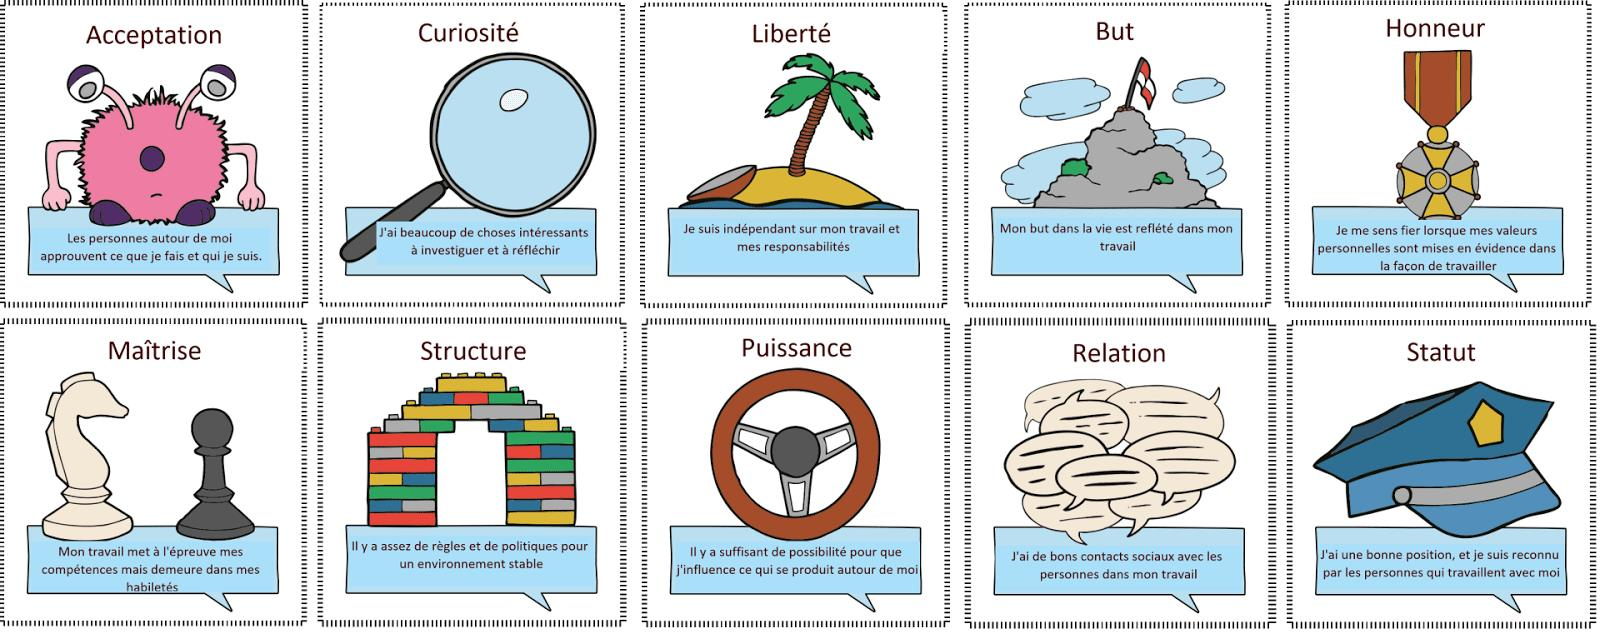 Acceptation
Les personnes autour de moi
approuvent ce que je fais et qui je suis.
Curiosité
J'ai beaucoup de choses intéressants
à investiguer et à réfléchir
Liberté
Je suis indépendant sur mon travail et
mes responsabilités
But
Mon but dans la vie est reflété dans mon
travail
Honneur
Je me sens fier lorsque mes valeurs
personnelles sont mises en évidence dans
la façon de travailler
Maîtrise
Mon travail met à l'épreuve mes
compétences mais demeure dans mes
habiletés
Structure
Il y a assez de règles et de politiques pour
un environnement stable
Puissance
Il y a suffisant de possibilité pour que
j'influence ce qui se produit autour de moi
Relation
J'ai de bons contacts sociaux avec les
personnes dans mon travail
Statut
J'ai une bonne position, et je suis reconnu
par les personnes qui travaillent avec moi